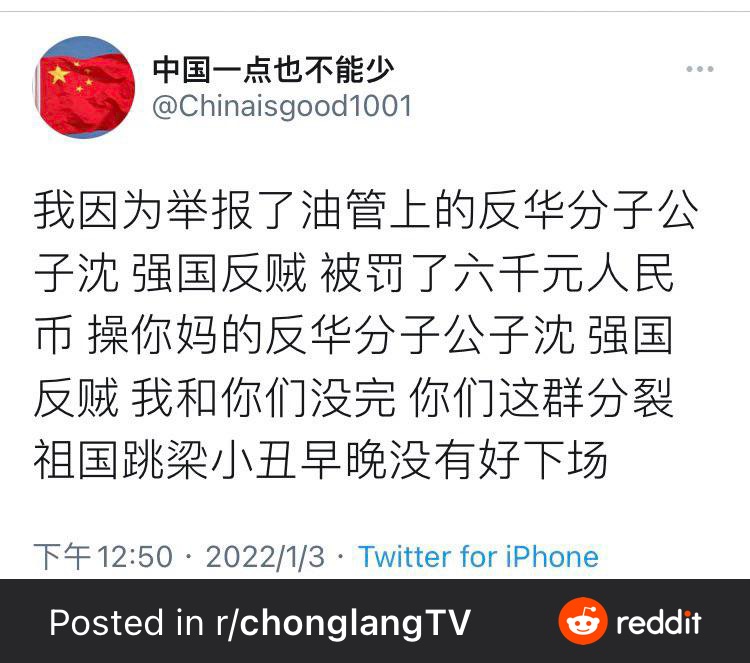 中国一点也不能少
@Chinaisgood1001
我因为举报了油管上的反华分子公
子沈 强国反贼 被罚了六千元人民
币 操你妈的反华分子公子沈 强国
反贼 我和你们没完 你们这群分裂
祖国跳梁小丑早晚没有好下场
下午12:50 · 2022/1/3 · Twitter for iPhone
Posted in r/chonglangTV
reddit